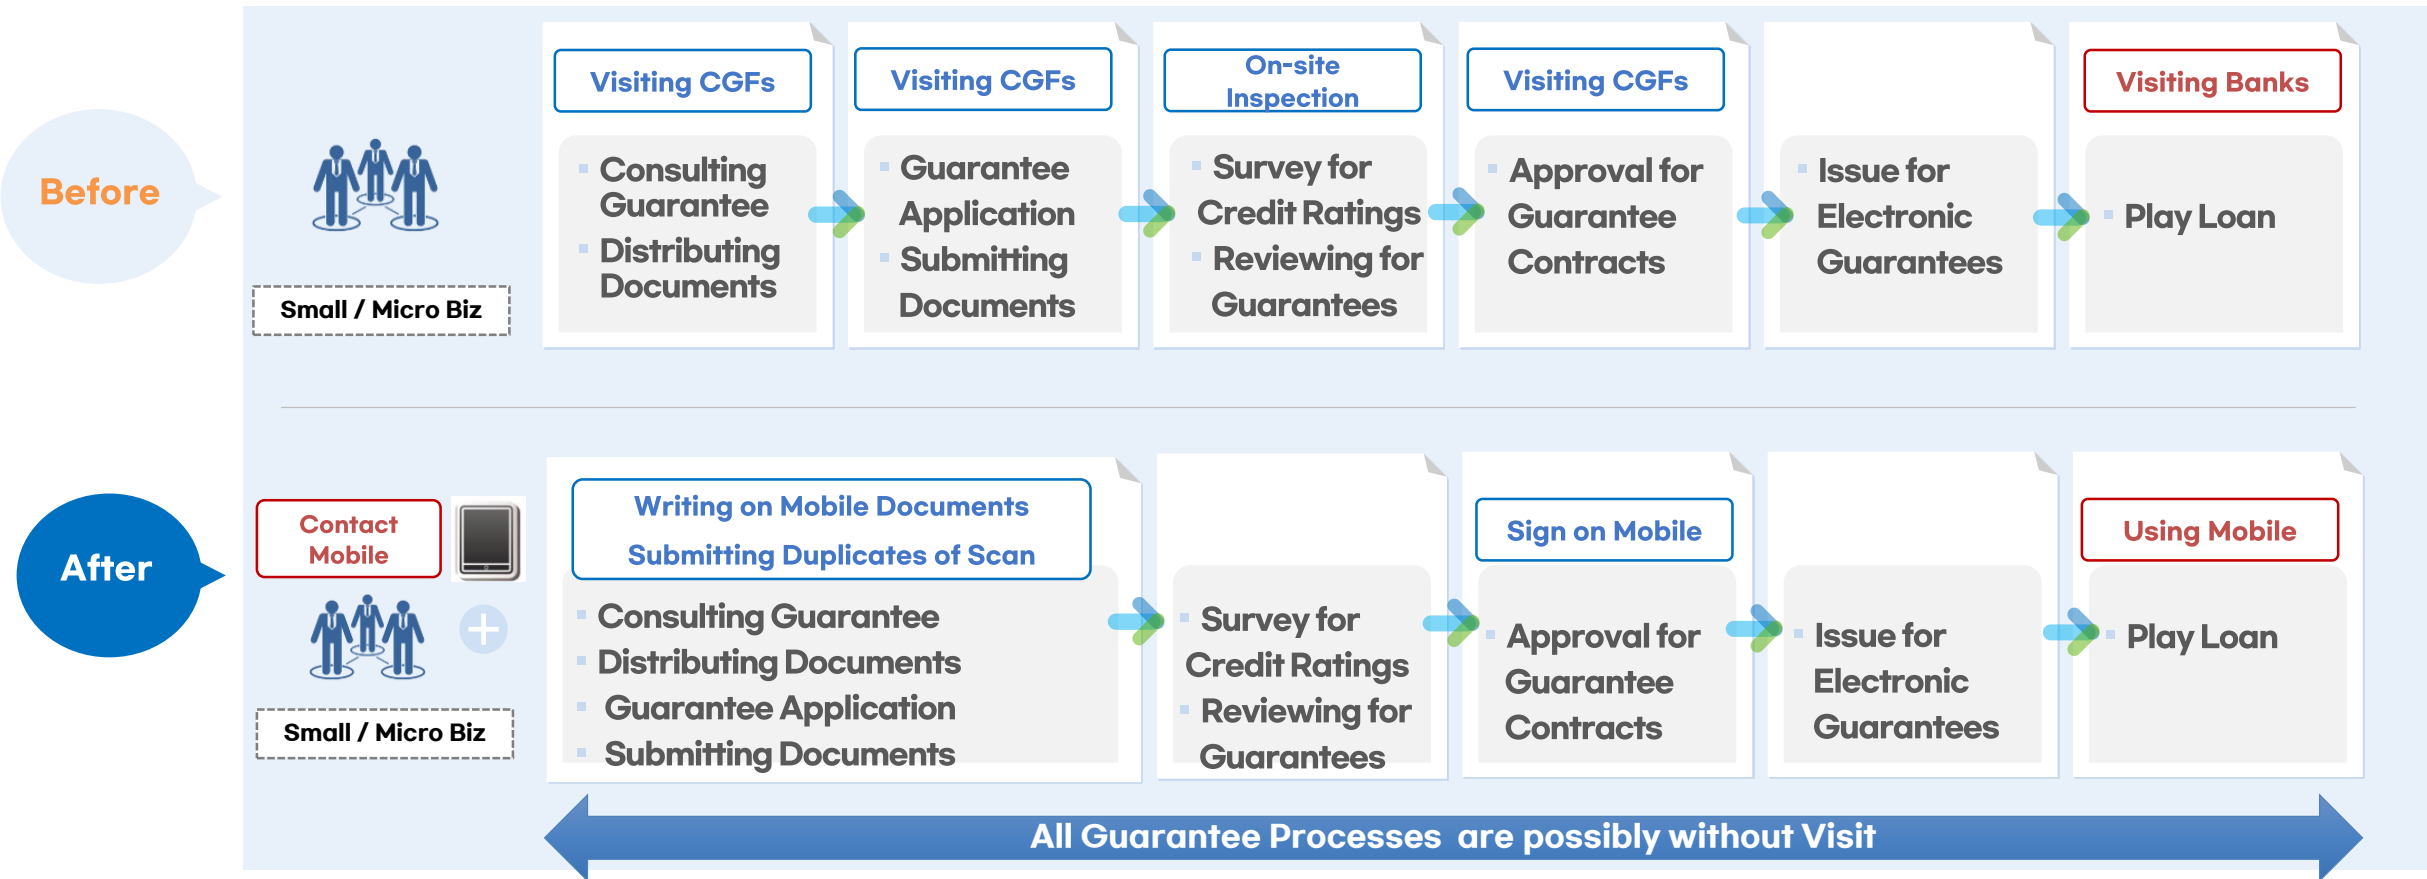 Before
Small / Micro Biz
Visiting CGFs
Consulting
Guarantee
Distributing
Documents
Visiting CGFs
Guarantee
Application
Submitting
Documents
On-site
Inspection
Survey for
Credit Ratings
Reviewing for
Guarantees
Visiting CGFs
Approval for
Guarantee
Contracts
Issue for
Electronic
Guarantees
Visiting Banks
Play Loan
After
Contact
Mobile
Small / Micro Biz
Writing on Mobile Documents
Submitting Duplicates of Scan
Consulting Guarantee
Distributing Documents
Guarantee Application
Submitting Documents
Survey for
Credit Ratings
Reviewing for
Guarantees
Sign on Mobile
Approval for
Guarantee
Contracts
Issue for
Electronic
Guarantees
Using Mobile
Play Loan
All Guarantee Processes  are possibly without Visit